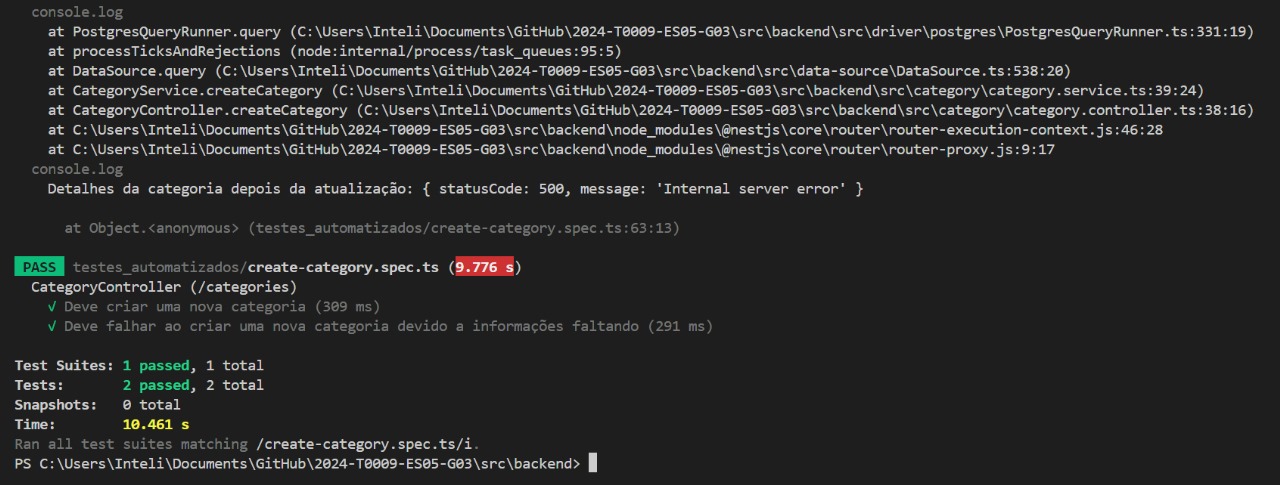 console.log
at PostgresQueryRunner.query (C:\Users\Inteli\Documents\GitHub\2024-T0009-ES05-G03\src\backend\src\driver\postgres\PostgresQueryRunner.ts:331:19)
at processTicksAndRejections (node:internal/process/task_queues:95:5)
at DataSource.query (C:\Users\Inteli\Documents\GitHub\2024-T0009-ES05-G03\src\backend\src\data-source\DataSource.ts:538:20)
at CategoryService.createCategory (C:\Users\Inteli\Documents\GitHub\2024-T0009-ES05-G03\src\backend\src\category\category.service.ts:39:24)
at CategoryController.createCategory (C:\Users\Inteli\Documents\GitHub\2024-T0009-ES05-G03\src\backend\src\category\category.controller.ts:38:16)
at C:\Users\Inteli\Documents\GitHub\2024-T0009-ES05-G03\src\backend\node_modules\@nestjs\core\router\router-execution-context.js:46:28
at C:\Users\Inteli\Documents\GitHub\2024-T0009-ES05-G03\src\backend\node_modules\@nestjs\core\router\router-proxy.js:9:17
console.log
Detalhes da categoria depois da atualização: { statusCode: 500, message: 'Internal server error' }
at Object.<anonymous> (testes_automatizados/create-category.spec.ts:63:13)
PASS testes_automatizados/create-category.spec.ts (9.776 s)
CategoryController (/categories)
√ Deve criar uma nova categoria (309 ms)
√ Deve falhar ao criar uma nova categoria devido a informações faltando (291 ms)
Test Suites: 1 passed, 1 total
Tests: 2 passed, 2 total
Snapshots: 0 total
Time: 10.461 s
Ran all test suites matching /create-category.spec.ts/i.
PS C:\Users\Inteli\Documents\GitHub\2024-T0009-ES05-G03\src\backend>